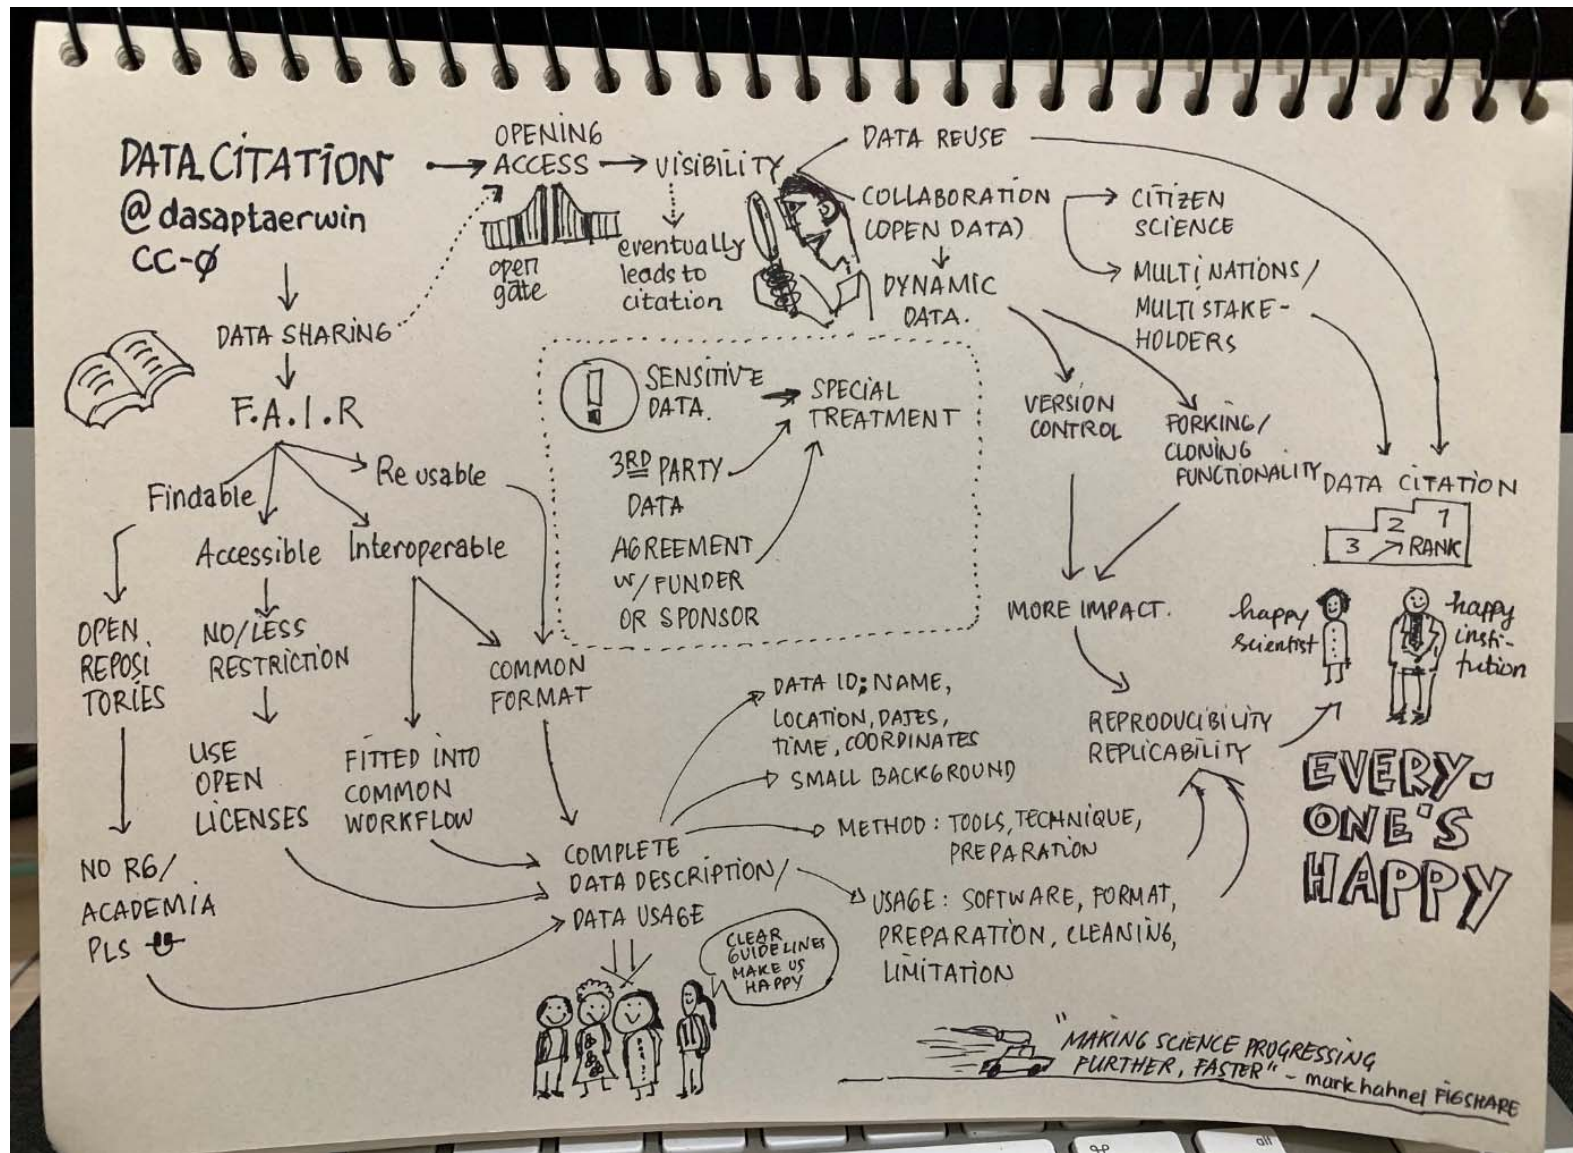 DATA CITATION
@dasaptaerwin
CC-Ø
OPENING
ACCESS
open
gate
VISIBILITY
eventually
leads to
citation
DATA REUSE
COLLABORATION
(OPEN DATA)
DYNAMIC
DATA.
CITIZEN
SCIENCE
MULTINATIONS/
MULTISTAKE-
HOLDERS
DATA SHARING
F.A.I.R
Findable
Accessible
Interoperable
Reusable
OPEN
REPOSI
TORIES
NO/LESS
RESTRICTION
USE
OPEN
LICENSES
NO RG/
ACADEMIA
PLS
FITTED INTO
COMMON
WORKFLOW
COMMON
FORMAT
!
SENSITIVE
DATA.
SPECIAL
TREATMENT
3RD PARTY
DATA
AGREEMENT
W/FUNDER
OR SPONSOR
VERSION
CONTROL
FORKING/
CLONING
FUNCTIONALITY
DATA CITATION
1
2
3
RANK
MORE IMPACT.
happy
scientist
happy
insti-
tution
REPRODUCIBILITY
REPLICABILITY
EVERY-
ONE'S
HAPPY
COMPLETE
DATA DESCRIPTION/
DATA USAGE
DATA ID: NAME,
LOCATION, DATES,
TIME, COORDINATES
SMALL BACKGROUND
METHOD: TOOLS, TECHNIQUE,
PREPARATION
USAGE: SOFTWARE, FORMAT,
PREPARATION, CLEANING,
LIMITATION
CLEAR
GUIDELINES
MAKE US
HAPPY
"MAKING SCIENCE PROGRESSING
FURTHER, FASTER" - mark hahnel FIGSHARE
⌘
alt